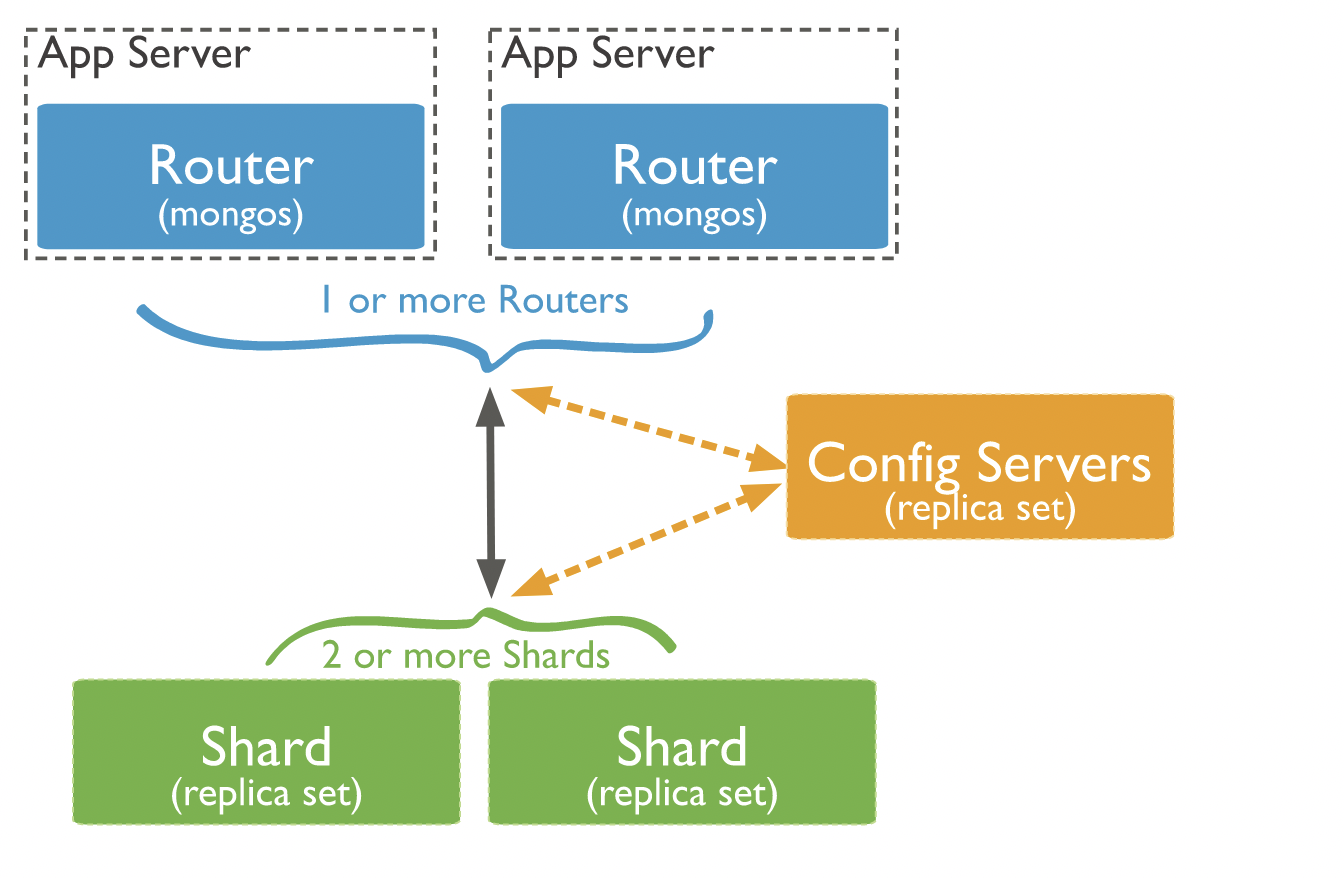 App Server
App Server
Router
(mongos)
Router
(mongos)
1 or more Routers
Config Servers
(replica set)
2 or more Shards
Shard
(replica set)
Shard
(replica set)